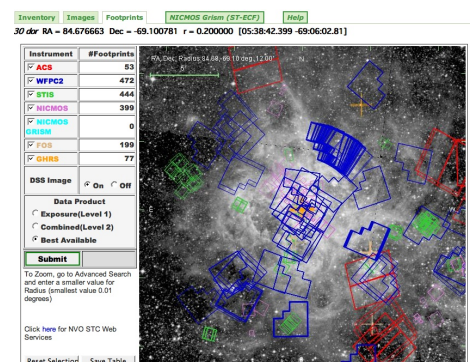 Inventory Images Footprints NICMOS Grism (ST-ECF) Help
30 dor RA = 84.676663 Dec = -69.100781 r = 0.200000 [05:38:42.399 -69:06:02.81]
Instrument #Footprints
ACS 53
WFPC2 472
STIS 444
NICMOS 399
NICMOS GRISM 0
FOS 199
GHRS 77
DSS Image On Off
Data Product
Exposure(Level 1)
Combined(Level 2)
Best Available
Submit
To Zoom, go to
Advanced Search
and enter a smaller
value for
Radius (smallest
value 0.01
degrees)
Click here for NVO STC Web
Services
Reset Selection Save Table
RA, Dec, Radius:84.68,-69.10 deg, 12.00'
N
E